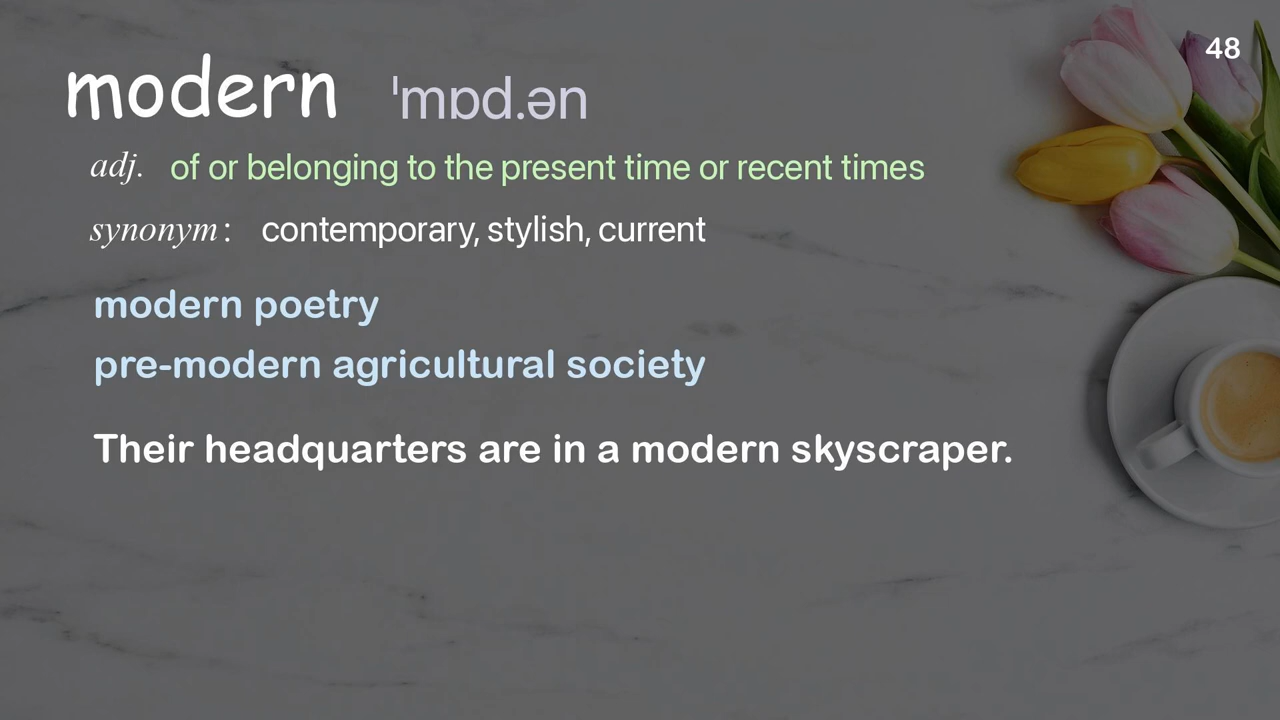 48
modern ˈmɒd.ən
adj. of or belonging to the present time or recent times
synonym: contemporary, stylish, current
modern poetry
pre-modern agricultural society
Their headquarters are in a modern skyscraper.